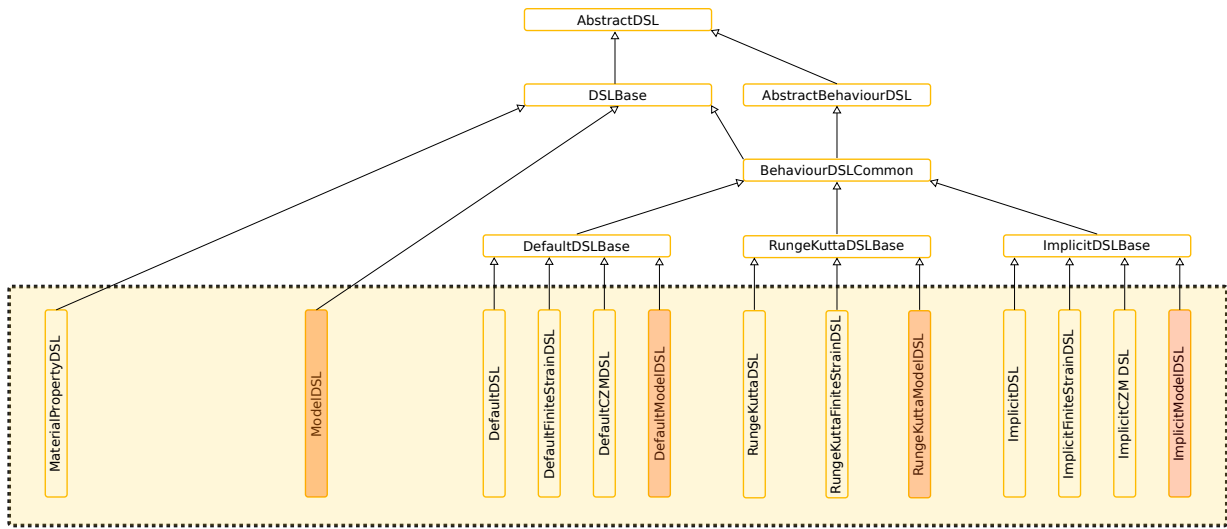 AbstractDSL
DSLBase
AbstractBehaviourDSL
BehaviourDSLCommon
DefaultDSLBase
RungeKuttaDSLBase
ImplicitDSLBase
MaterialPropertyDSL
ModelDSL
DefaultDSL
DefaultFiniteStrainDSL
DefaultCZMDSL
DefaultModelDSL
RungeKuttaDSL
RungeKuttaFiniteStrainDSL
RungeKuttaModelDSL
ImplicitDSL
ImplicitFiniteStrainDSL
ImplicitCZM DSL
ImplicitModelDSL